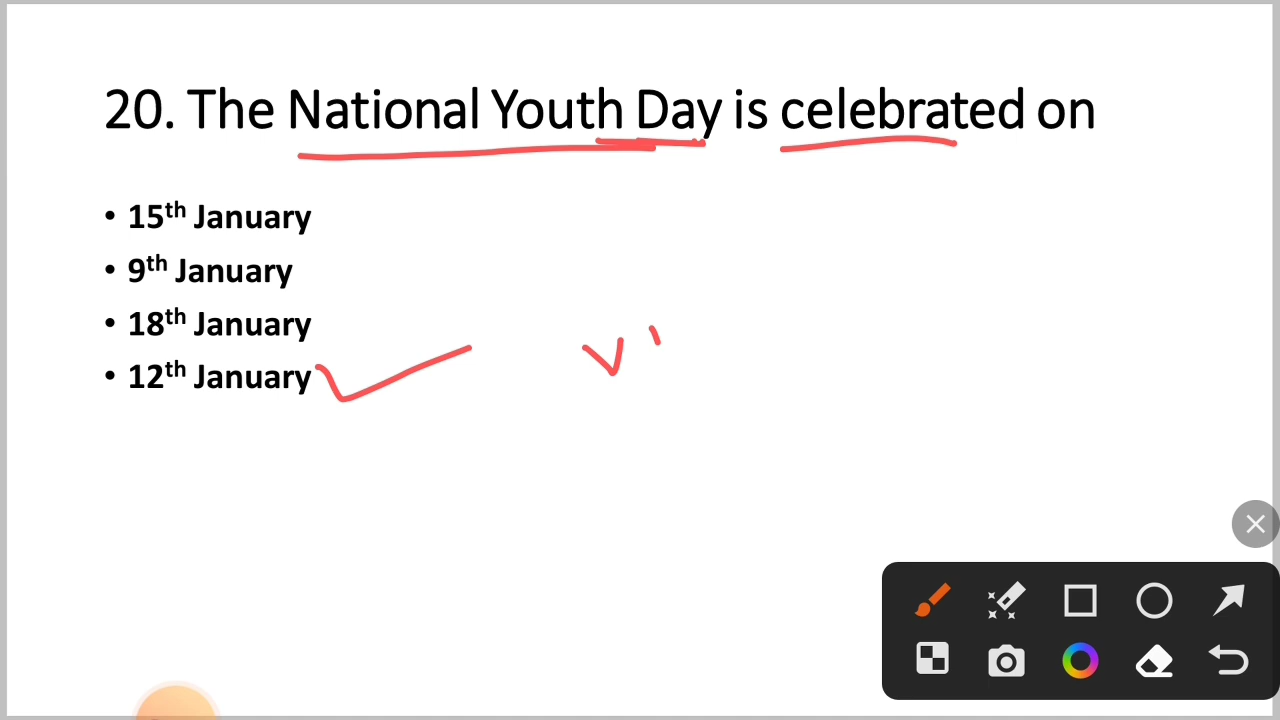 20. The National Youth Day is celebrated on
• 15th January
• 9th January
• 18th January
• 12th January